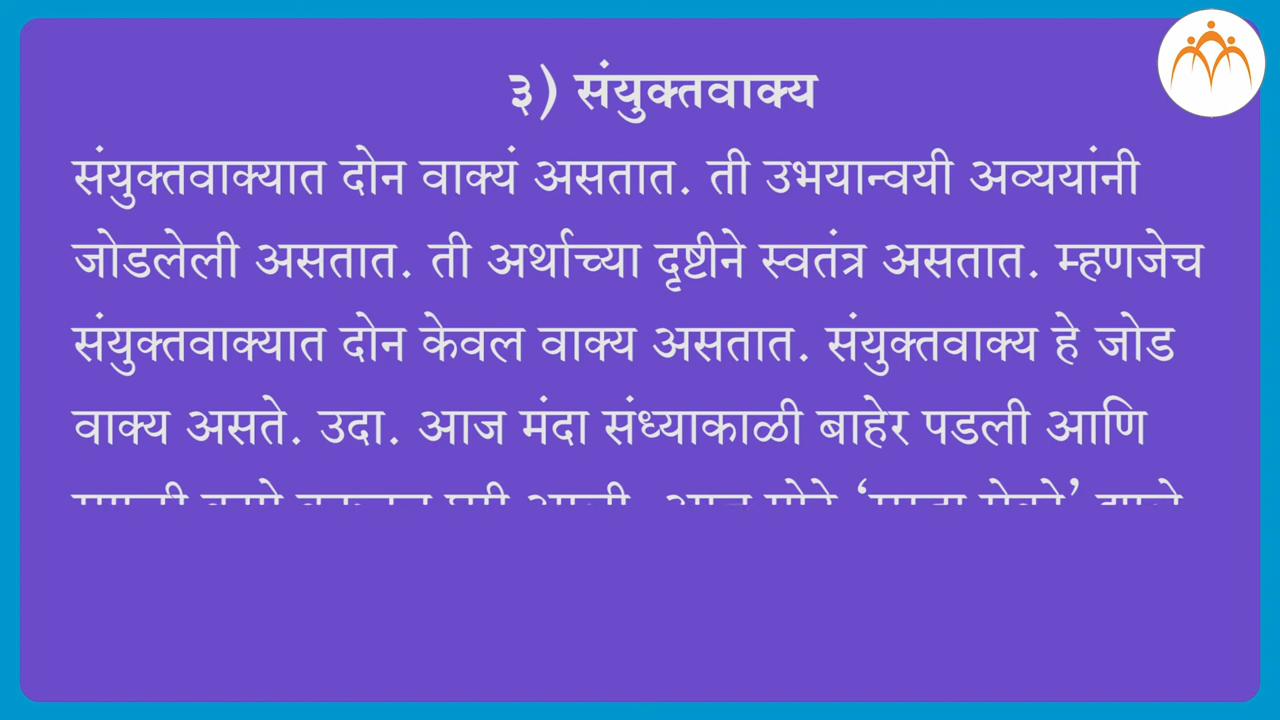 ३) संयुक्तवाक्य
संयुक्तवाक्यात दोन वाक्यं असतात. ती उभयान्वयी अव्ययांनी
जोडलेली असतात. ती अर्थाच्या दृष्टीने स्वतंत्र असतात. म्हणजेच
संयुक्तवाक्यात दोन केवल वाक्य असतात. संयुक्तवाक्य हे जोड
वाक्य असते. उदा. आज मंदा संध्याकाळी बाहेर पडली आणि